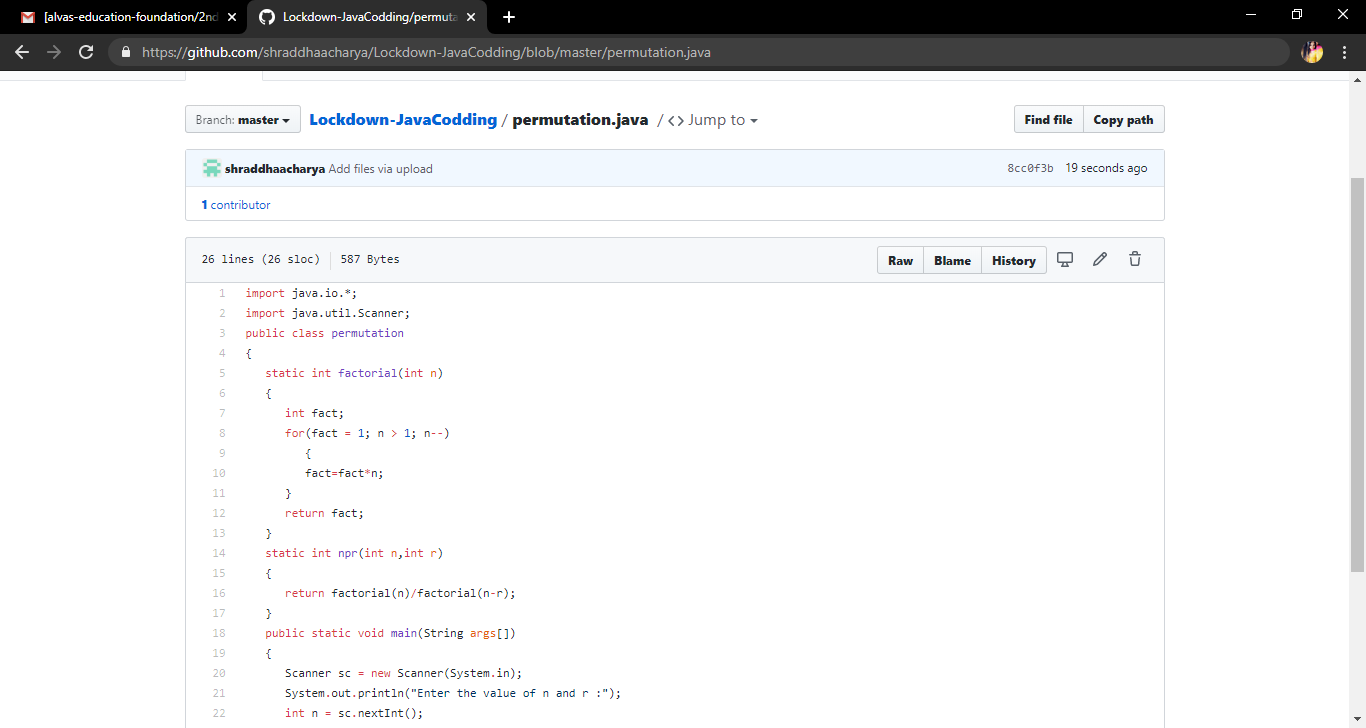 [alvas-education-foundation/2nd
Lockdown-JavaCodding/permuta
https://github.com/shraddhaacharya/Lockdown-JavaCodding/blob/master/permutation.java
Branch: master
Lockdown-JavaCodding / permutation.java / <> Jump to
Find file
Copy path
shraddhaacharya Add files via upload
8cc0f3b 19 seconds ago
1 contributor
26 lines (26 sloc) 587 Bytes
Raw Blame History
1 import java.io.*;
2 import java.util.Scanner;
3 public class permutation
4 {
5 static int factorial(int n)
6 {
7 int fact;
8 for(fact = 1; n > 1; n--)
9 {
10 fact=fact*n;
11 }
12 return fact;
13 }
14 static int npr(int n,int r)
15 {
16 return factorial(n)/factorial(n-r);
17 }
18 public static void main(String args[])
19 {
20 Scanner sc = new Scanner(System.in);
21 System.out.println("Enter the value of n and r :");
22 int n = sc.nextInt();